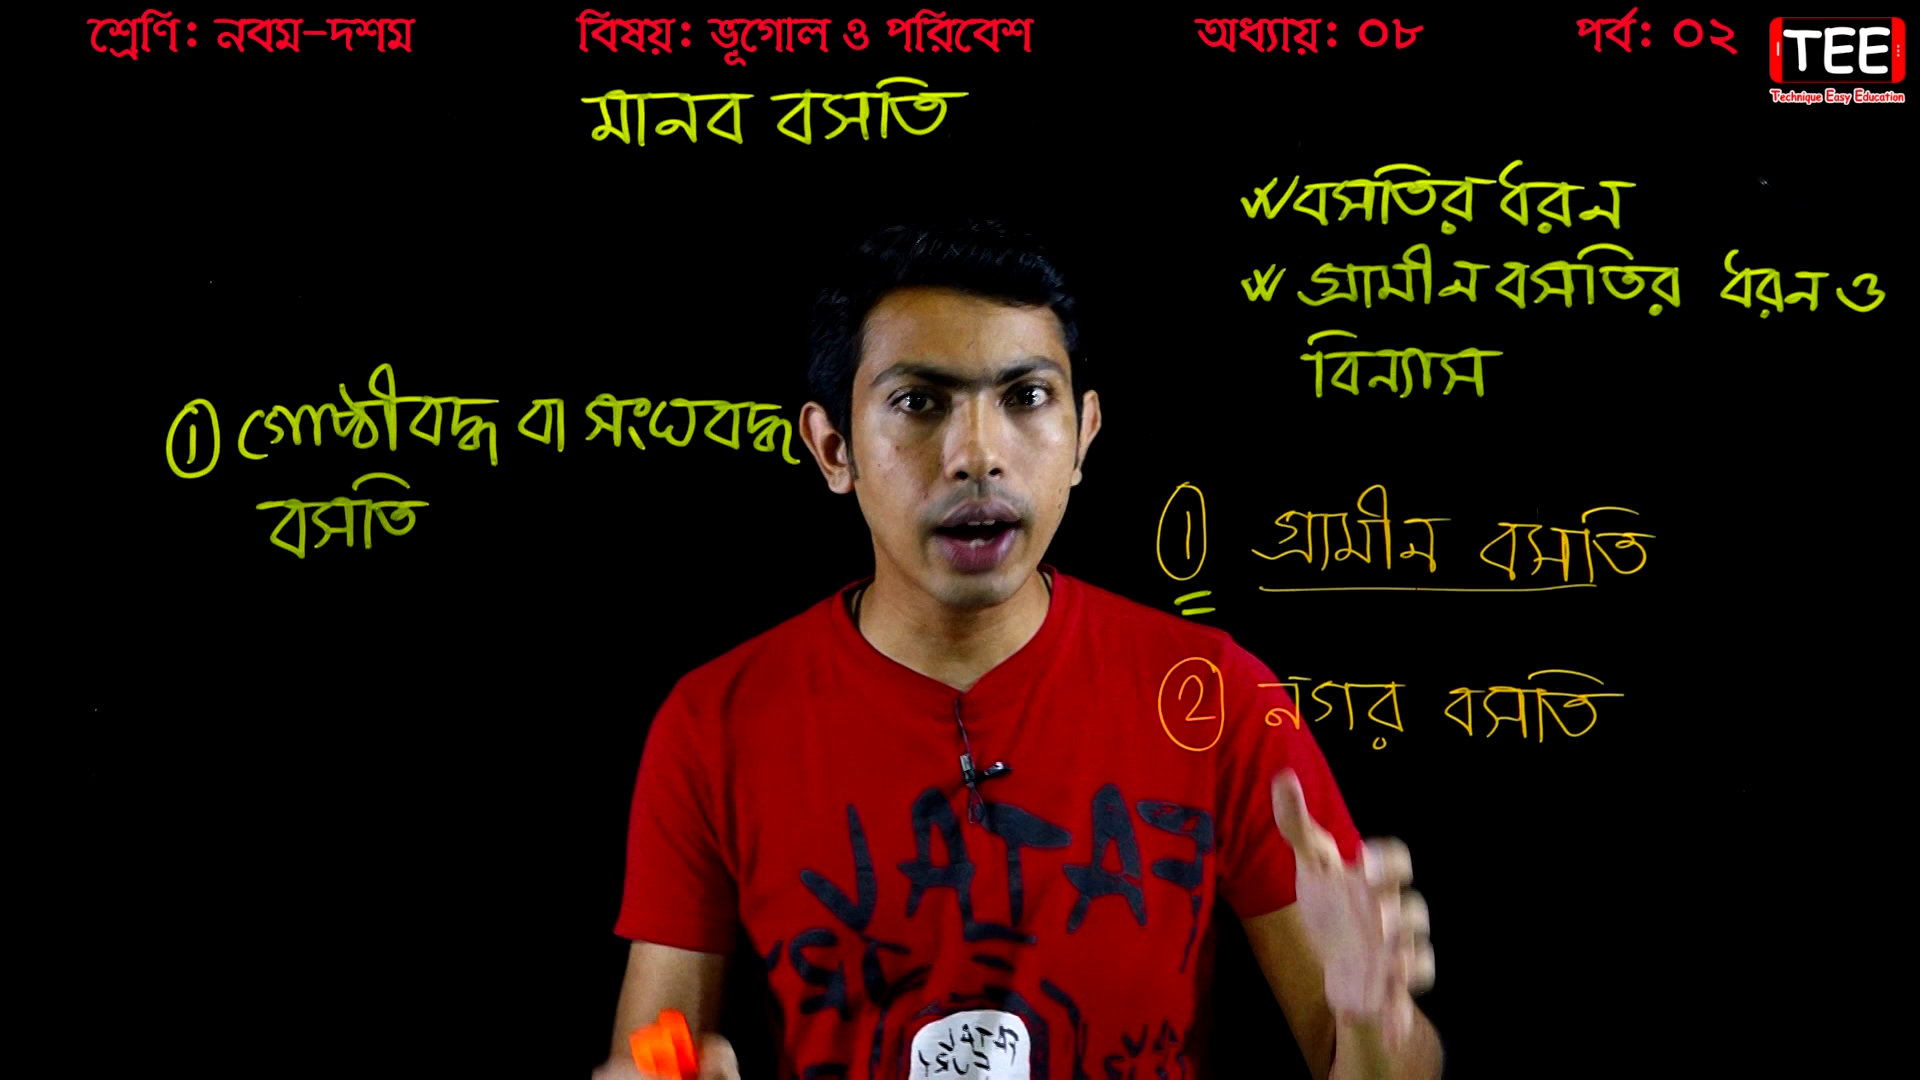 শ্রেণি: নবম-দশম
বিষয়: ভূগোল ও পরিবেশ
অধ্যায়: ০৮
পর্ব: ০২
TEE
Technique Easy Education
মানব বসতি
বসতির ধরন
গ্রামীন বসতির ধরন ও
বিন্যাস
① গোষ্ঠীবদ্ধ বা সংঘবদ্ধ
বসতি
① গ্রামীন বসতি
② নগর বসতি